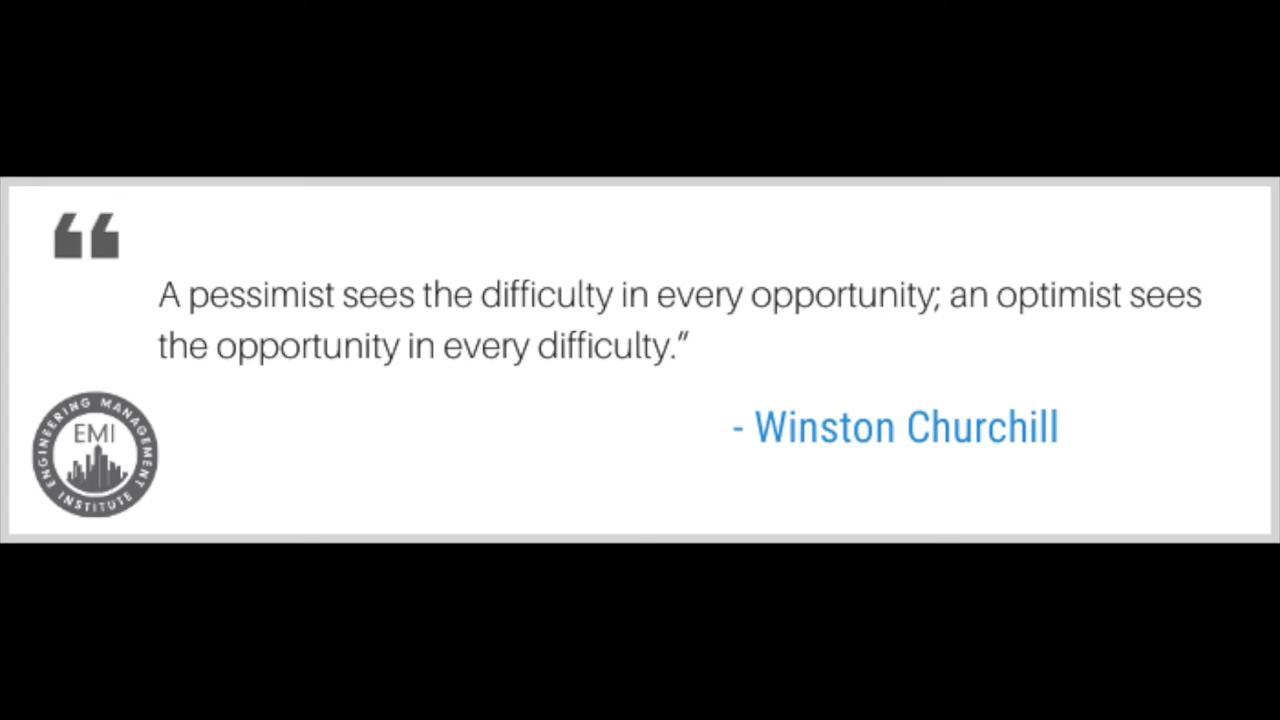 “
A pessimist sees the difficulty in every opportunity; an optimist sees
the opportunity in every difficulty.”
- Winston Churchill
ENGINEERING MANAGEMENT INSTITUTE
EMI